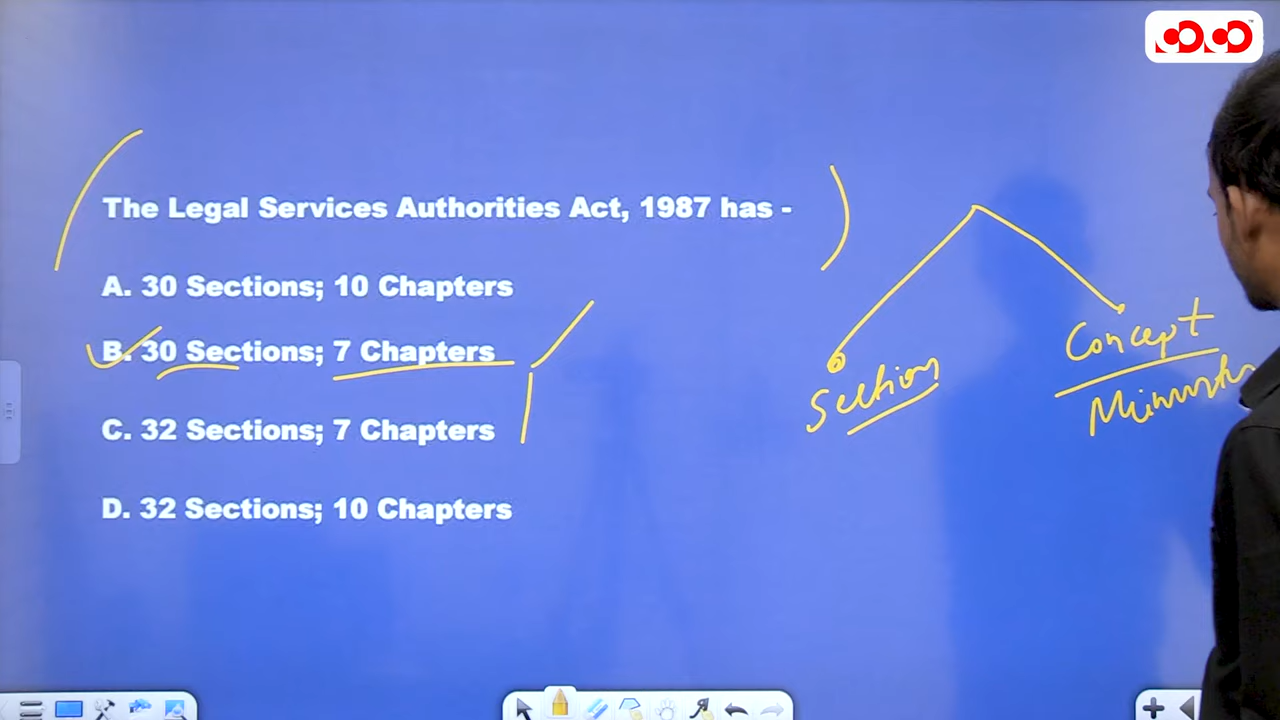 The Legal Services Authorities Act, 1987 has -
A. 30 Sections; 10 Chapters
B. 30 Sections; 7 Chapters
C. 32 Sections; 7 Chapters
D. 32 Sections; 10 Chapters
Section
Concept